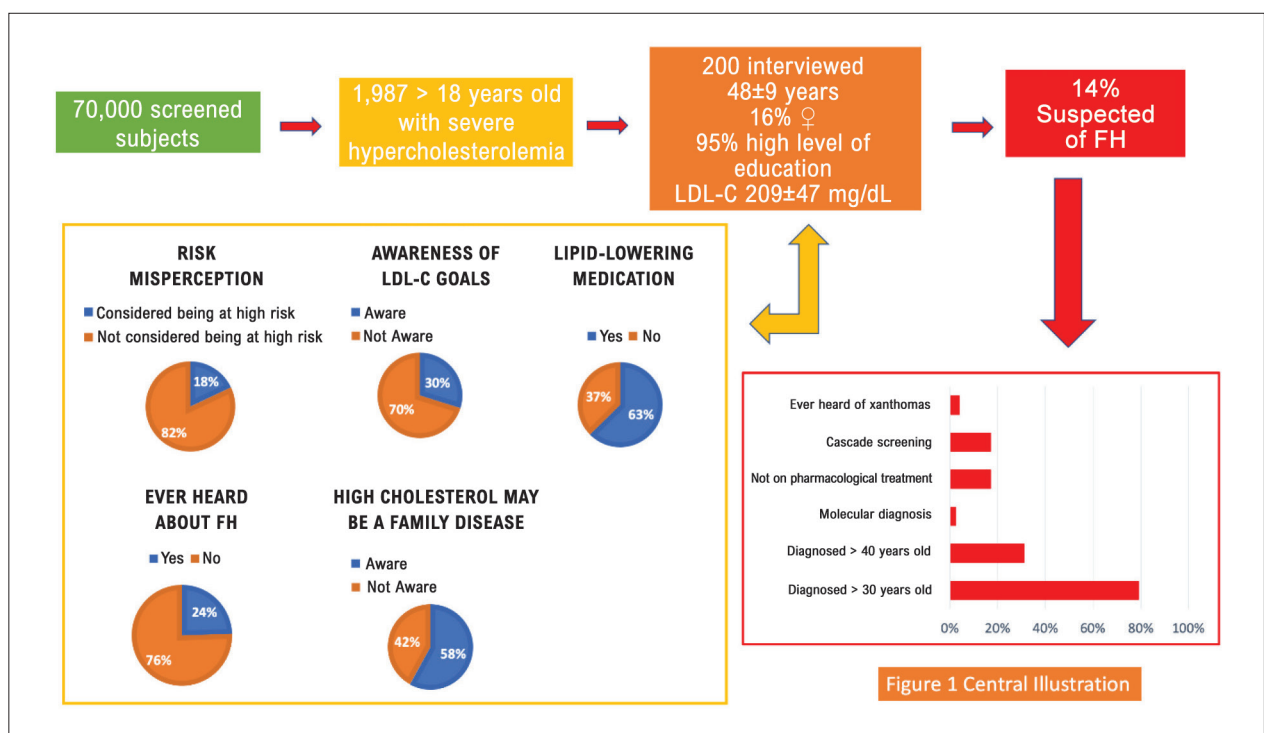 70,000 screened
subjects
1,987 > 18 years old
with severe
hypercholesterolemia
200 interviewed
48±9 years
16% ♀
95% high level of
education
LDL-C 209±47 mg/dL
14%
Suspected
of FH
RISK
MISPERCEPTION
Considered being at high risk
Not considered being at high risk
18%
82%
AWARENESS OF
LDL-C GOALS
Aware
Not Aware
30%
70%
LIPID-LOWERING
MEDICATION
Yes No
37%
63%
EVER HEARD
ABOUT FH
Yes No
24%
76%
HIGH CHOLESTEROL MAY
BE A FAMILY DISEASE
Aware
Not Aware
42%
58%
Ever heard of xanthomas
Cascade screening
Not on pharmacological treatment
Molecular diagnosis
Diagnosed > 40 years old
Diagnosed > 30 years old
0% 20% 40% 60% 80% 100%
Figure 1 Central Illustration